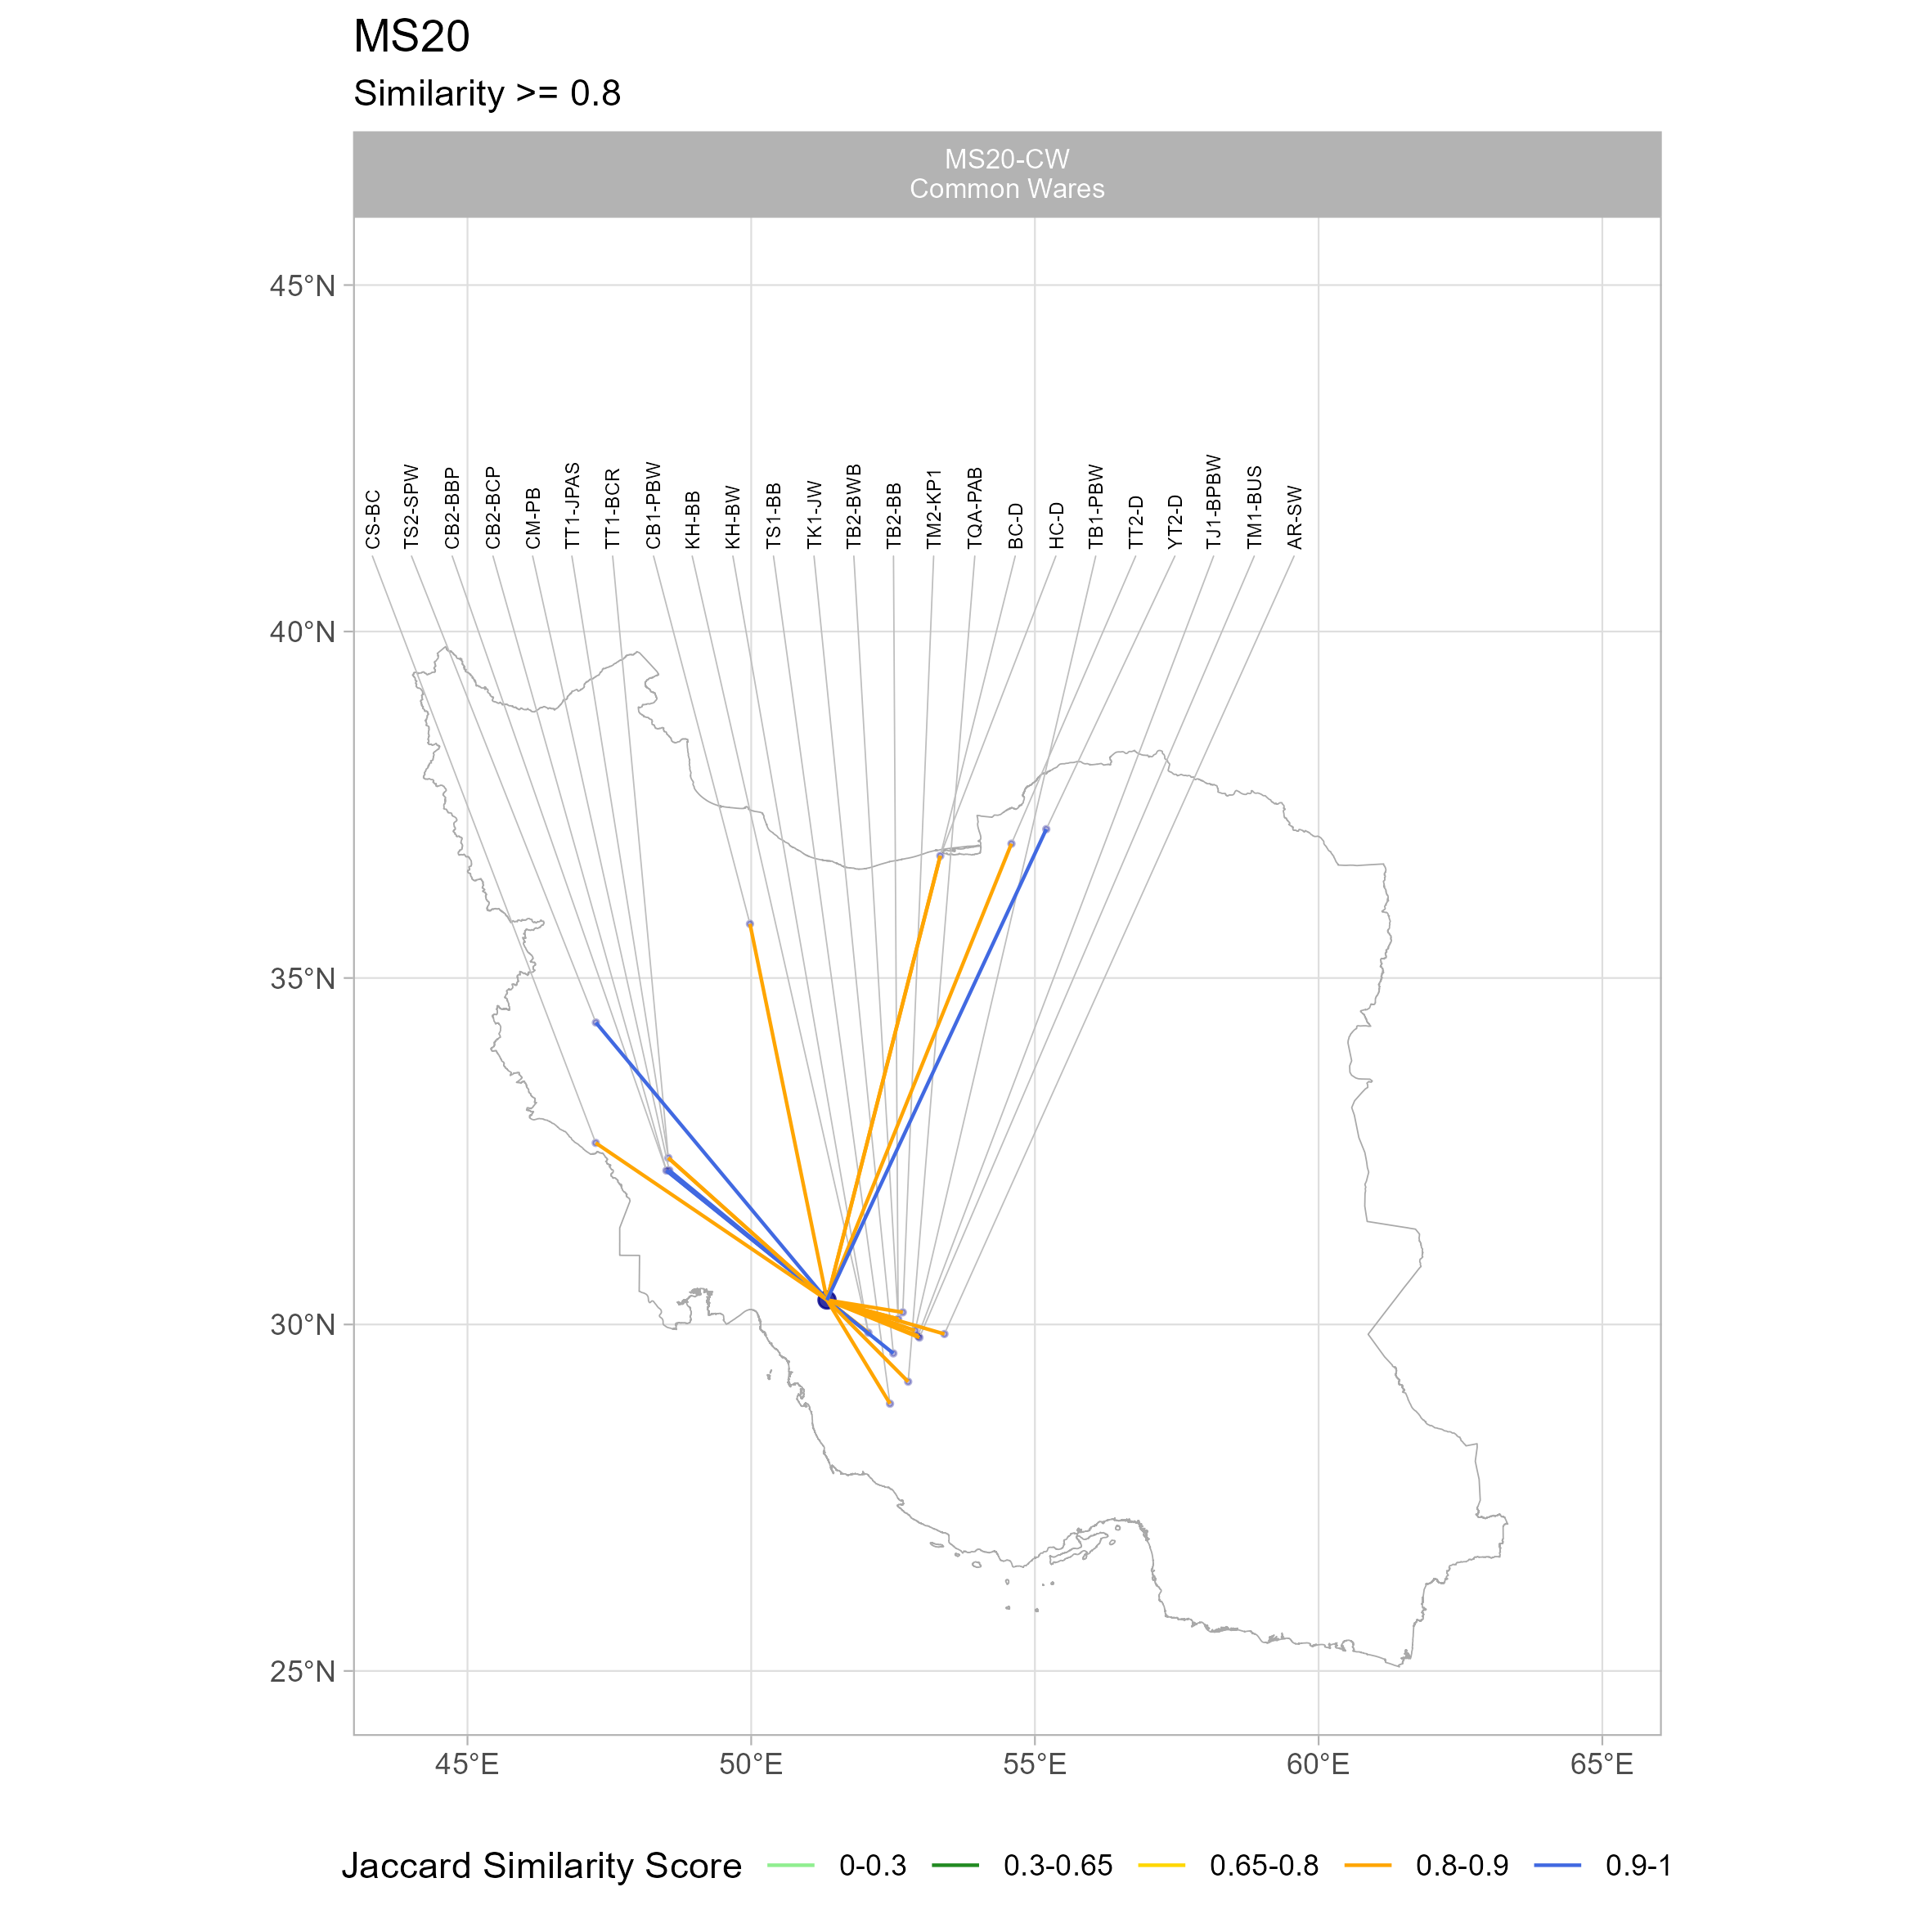 MS20
Similarity >= 0.8
MS20-CW
Common Wares
45°N
40°N
35°N
30°N
25°N
CS-BC
TS2-SPW
CB2-BBP
CB2-BCP
CM-PB
TT1-JPAS
TT1-BCR
CB1-PBW
KH-BB
KH-BW
TS1-BB
TK1-JW
TB2-BWB
TB2-BB
TM2-KP1
TQA-PAB
BC-D
HC-D
TB1-PBW
TT2-D
YT2-D
TJ1-BPBW
TM1-BUS
AR-SW
45°E 50°E 55°E 60°E 65°E
Jaccard Similarity Score 0-0.3 0.3-0.65 0.65-0.8 0.8-0.9 0.9-1